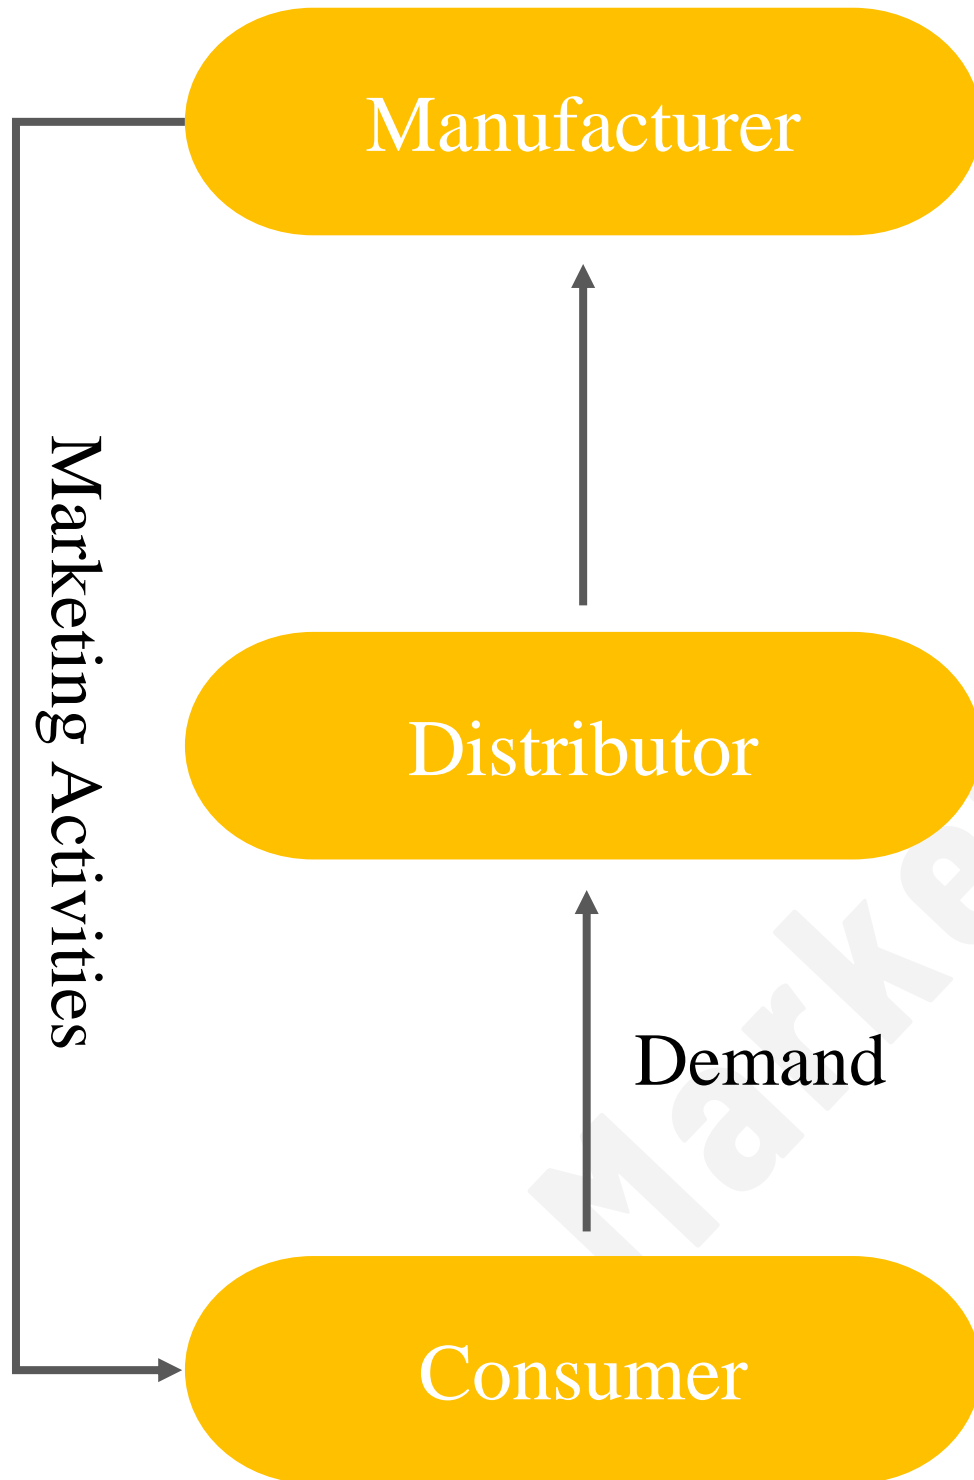 Manufacturer
Marketing Activities
Distributor
Demand
Consumer